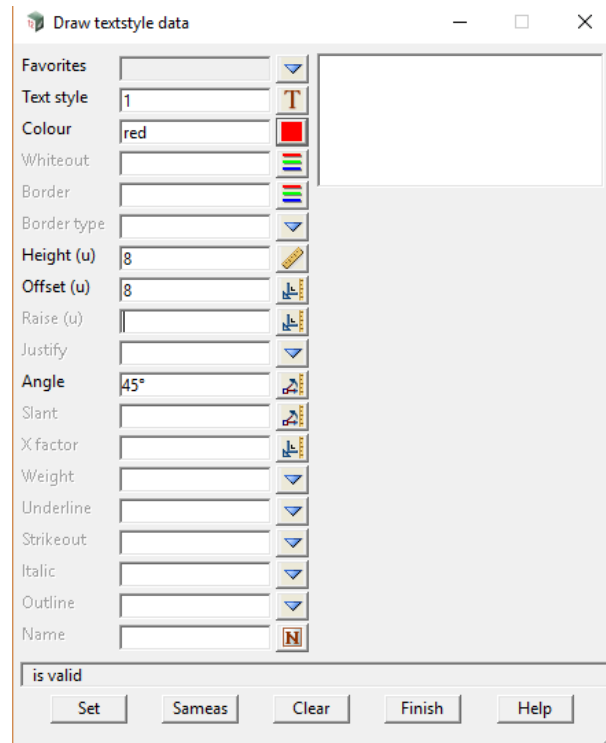 Draw textstyle data
Favorites
Text style 1 T
Colour red
Whiteout
Border
Border type
Height (u) 8
Offset (u) 8
Raise (u)
Justify
Angle 45°
Slant
X factor
Weight
Underline
Strikeout
Italic
Outline
Name N
is valid
Set Sameas Clear Finish Help